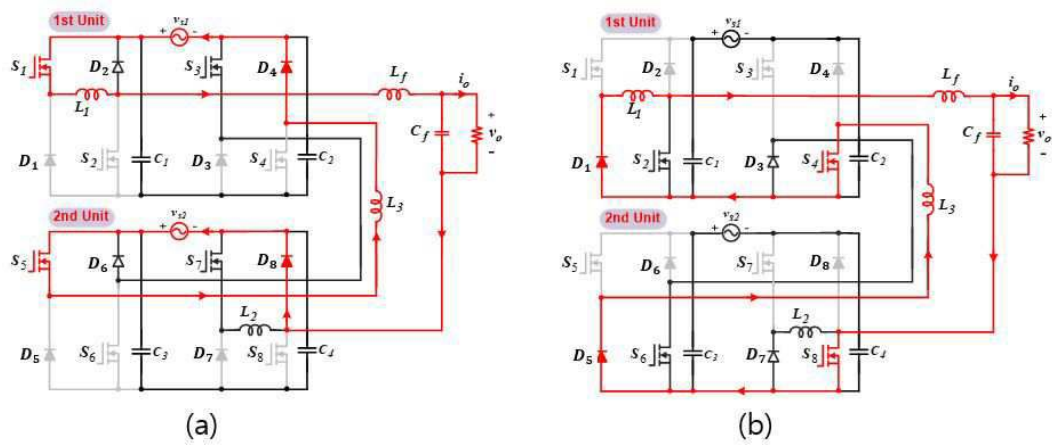 1st Unit
vs1
+ -
S1
D2
S3
D4
L1
Lf
io
D1
S2
C1
D3
S4
C2
Cf
+
vo
-
L3
2nd Unit
vs2
+ -
S5
D6
S7
D8
L2
D5
S6
C3
D7
S8
C4
(a)
1st Unit
vs1
+ -
S1
D2
S3
D4
L1
Lf
io
D1
S2
C1
D3
S4
C2
Cf
+
vo
-
L3
2nd Unit
vs2
+ -
S5
D6
S7
D8
L2
D5
S6
C3
D7
S8
C4
(b)